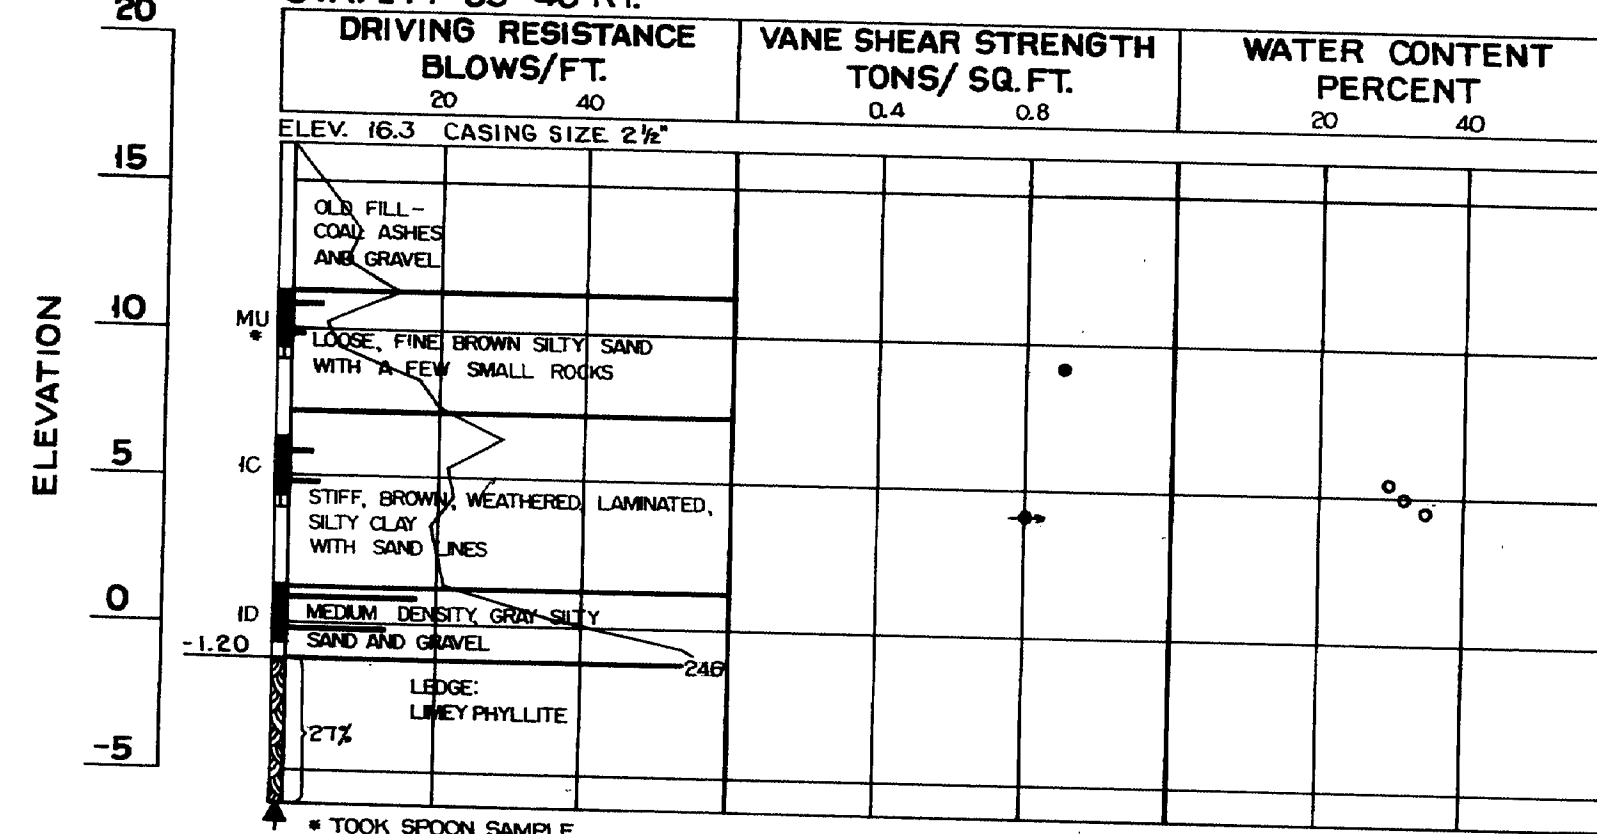 20
DRIVING RESISTANCE
BLOWS/FT.
20 40
VANE SHEAR STRENGTH
TONS/ SQ. FT.
0.4 0.8
WATER CONTENT
PERCENT
20 40
ELEV. 16.3 CASING SIZE 2½"
15
OLD FILL-
COAL ASHES
AND GRAVEL
ELEVATION
10
MU
*
LOOSE, FINE BROWN SILTY SAND
WITH A FEW SMALL ROCKS
5
1C
STIFF, BROWN, WEATHERED, LAMINATED,
SILTY CLAY
WITH SAND LINES
0
1D
MEDIUM DENSITY, GRAY SILTY
SAND AND GRAVEL
-1.20
246
LEDGE:
LIMEY PHYLLITE
27%
-5
* TOOK SPOON SAMPLE